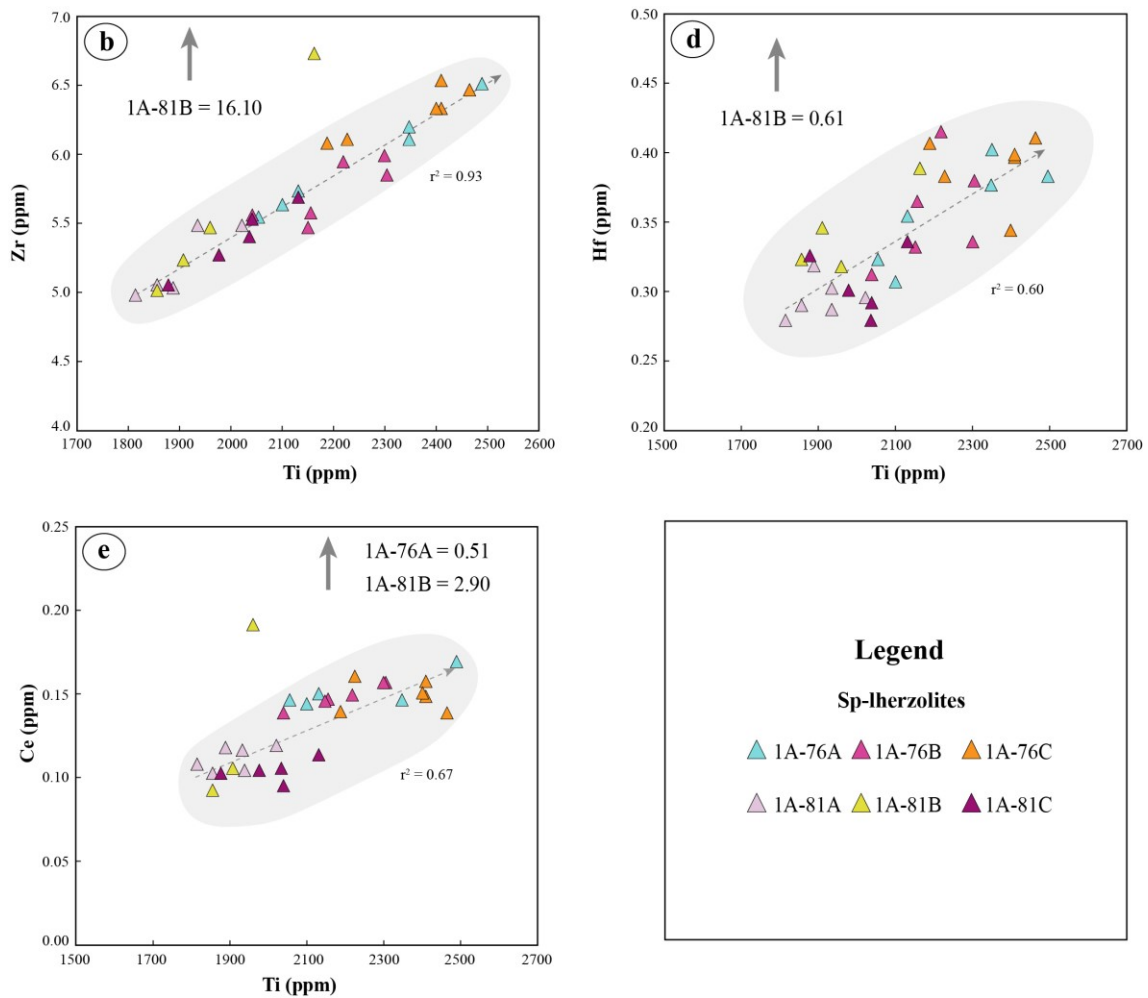 b
7.0
6.5
6.0
5.5
5.0
4.5
4.0
Zr (ppm)
1A-81B = 16.10
r² = 0.93
1700 1800 1900 2000 2100 2200 2300 2400 2500 2600
Ti (ppm)
d
0.50
0.45
0.40
0.35
0.30
0.25
0.20
Hf (ppm)
1A-81B = 0.61
r² = 0.60
1500 1700 1900 2100 2300 2500 2700
Ti (ppm)
e
0.25
0.20
0.15
0.10
0.05
0.00
Ce (ppm)
1A-76A = 0.51
1A-81B = 2.90
r² = 0.67
1500 1700 1900 2100 2300 2500 2700
Ti (ppm)
Legend
Sp-lherzolites
1A-76A 1A-76B 1A-76C
1A-81A 1A-81B 1A-81C